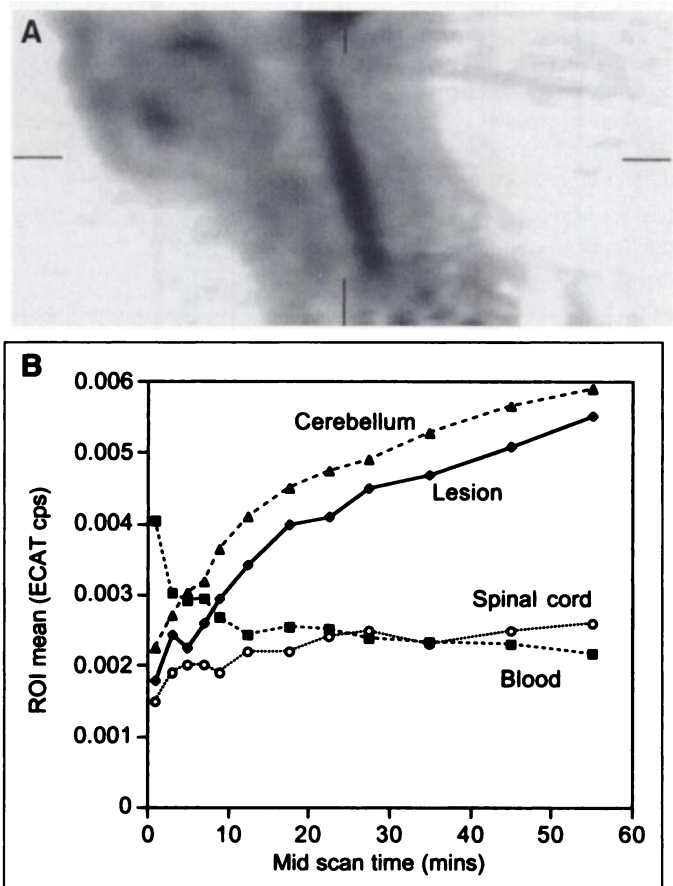 A
B
ROI mean (ECAT cps)
0.006
0.005
0.004
0.003
0.002
0.001
0
Cerebellum
Lesion
Spinal cord
Blood
0 10 20 30 40 50 60
Mid scan time (mins)